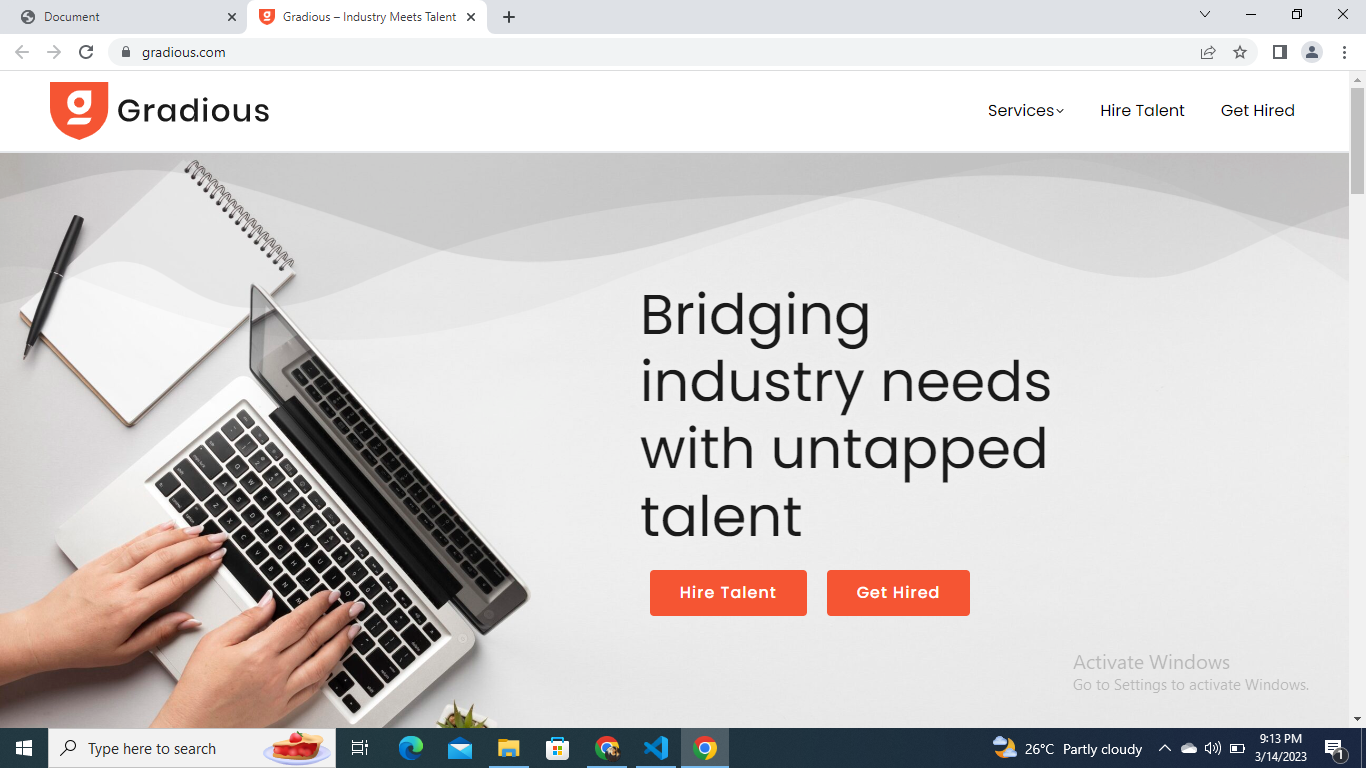 Document
Gradious – Industry Meets Talent
gradious.com
Gradious
Services
Hire Talent
Get Hired
Bridging
industry needs
with untapped
talent
Hire Talent
Get Hired
Activate Windows
Go to Settings to activate Windows.
Type here to search
26°C Partly cloudy
9:13 PM
3/14/2023
1